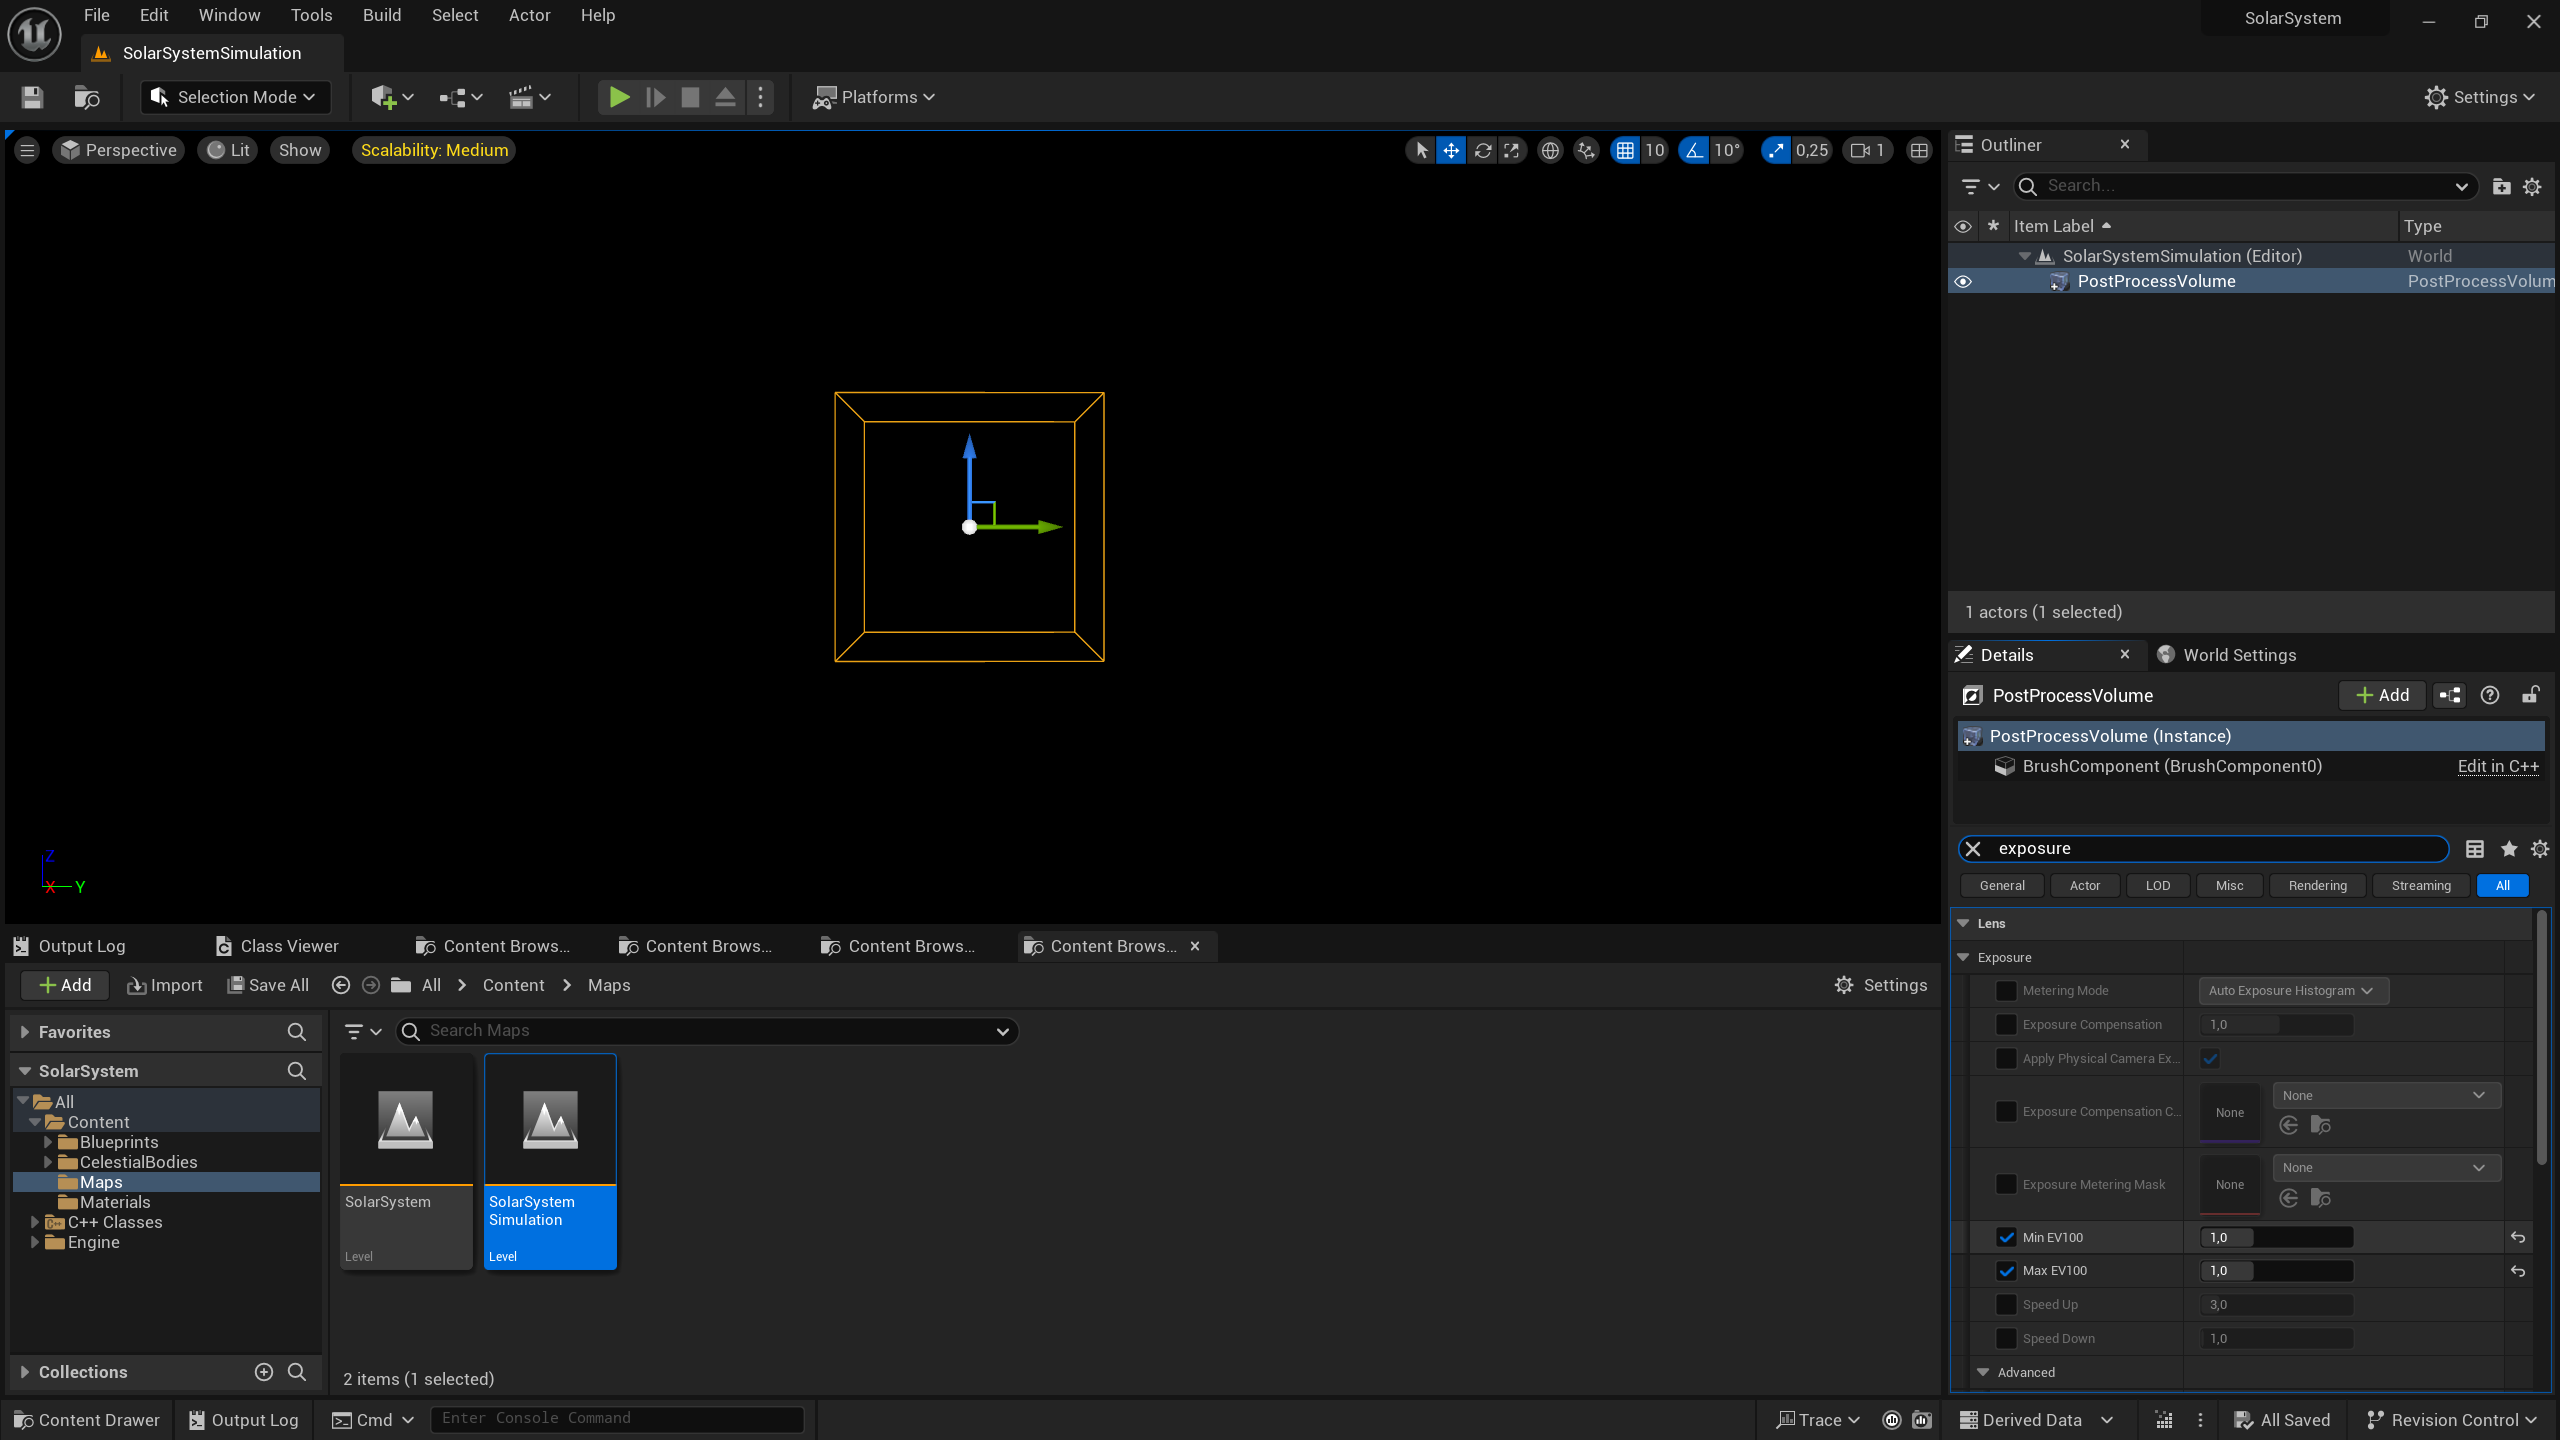 File Edit Window Tools Build Select Actor Help
SolarSystem
SolarSystemSimulation
Selection Mode
Platforms
Settings
Perspective Lit Show Scalability: Medium
10 10° 0,25 1
Outliner
Search...
Item Label Type
SolarSystemSimulation (Editor) World
PostProcessVolume PostProcessVolum
1 actors (1 selected)
Details World Settings
PostProcessVolume Add
PostProcessVolume (Instance)
BrushComponent (BrushComponent0) Edit in C++
exposure
General Actor LOD Misc Rendering Streaming All
Lens
Exposure
Metering Mode Auto Exposure Histogram
Exposure Compensation 1,0
Apply Physical Camera Ex...
Exposure Compensation C... None None
Exposure Metering Mask None None
Min EV100 1,0
Max EV100 1,0
Speed Up 3,0
Speed Down 1,0
Advanced
Z
X Y
Output Log Class Viewer Content Brows... Content Brows... Content Brows... Content Brows...
Add Import Save All All Content Maps Settings
Favorites
SolarSystem
All
Content
Blueprints
CelestialBodies
Maps
Materials
C++ Classes
Engine
Collections
Search Maps
SolarSystem
Level
SolarSystem
Simulation
Level
2 items (1 selected)
Content Drawer Output Log Cmd Enter Console Command Trace Derived Data All Saved Revision Control